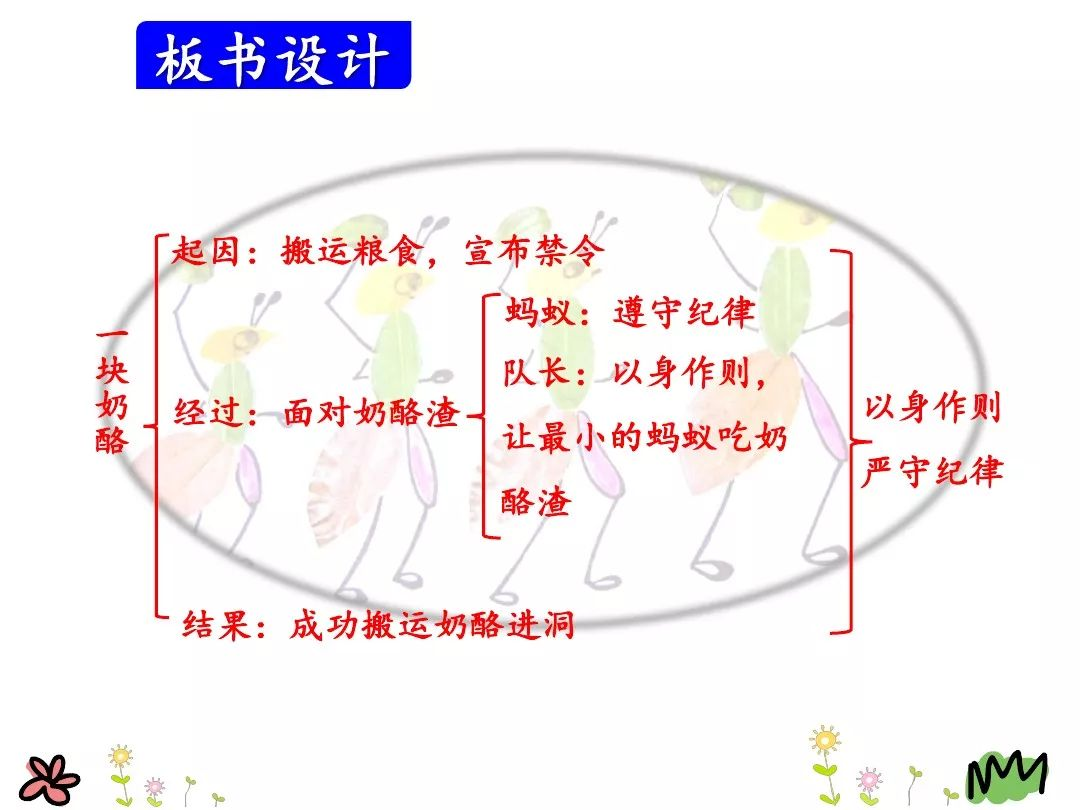 板书设计
一块奶酪
起因：搬运粮食，宣布禁令
经过：面对奶酪渣
蚂蚁：遵守纪律
队长：以身作则，
让最小的蚂蚁吃奶
酪渣
结果：成功搬运奶酪进洞
以身作则
严守纪律